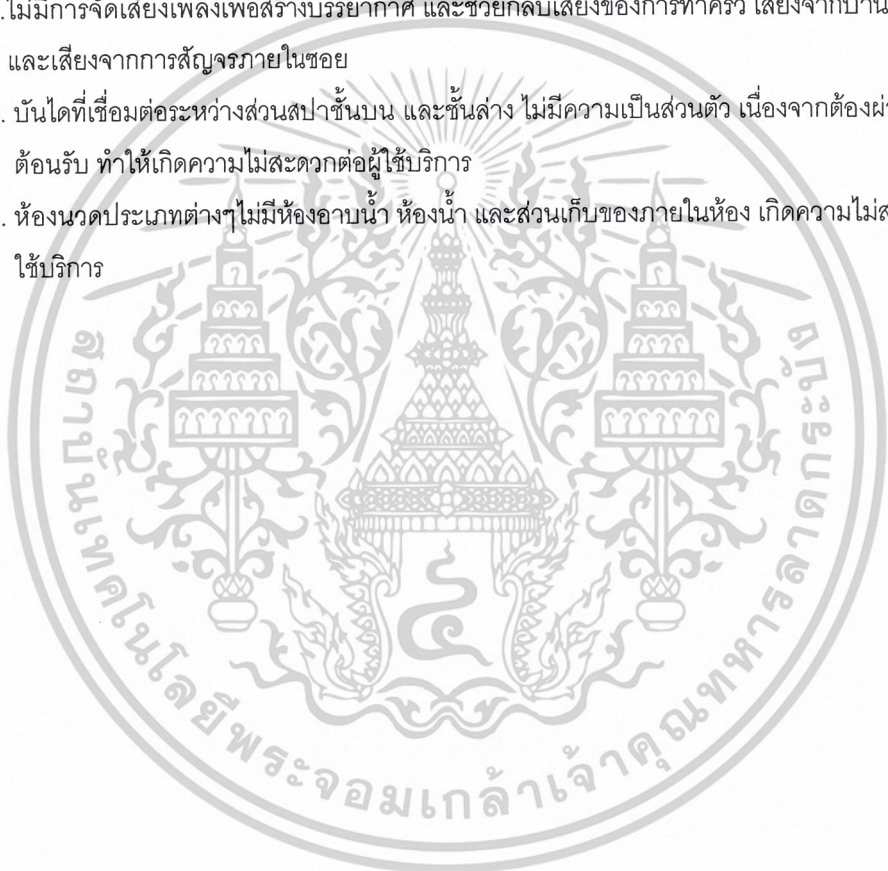 .ไม่มีการจัดเสียงเพลงเพื่อสร้างบรรยากาศ และช่วยกลบเสียงของการทำครัว เสียงจากบ้าน
และเสียงจากการสัญจรภายในซอย
. บันไดที่เชื่อมต่อระหว่างส่วนสปาชั้นบน และชั้นล่าง ไม่มีความเป็นส่วนตัว เนื่องจากต้อง
ต้อนรับ ทำให้เกิดความไม่สะดวกต่อผู้ใช้บริการ
. ห้องนวดประเภทต่างๆไม่มีห้องอาบน้ำ ห้องน้ำ และส่วนเก็บของภายในห้อง เกิดความ
ใช้บริการ
สถาบันเทคโนโลยีพระจอมเกล้าเจ้าคุณทหารลาดกระบัง